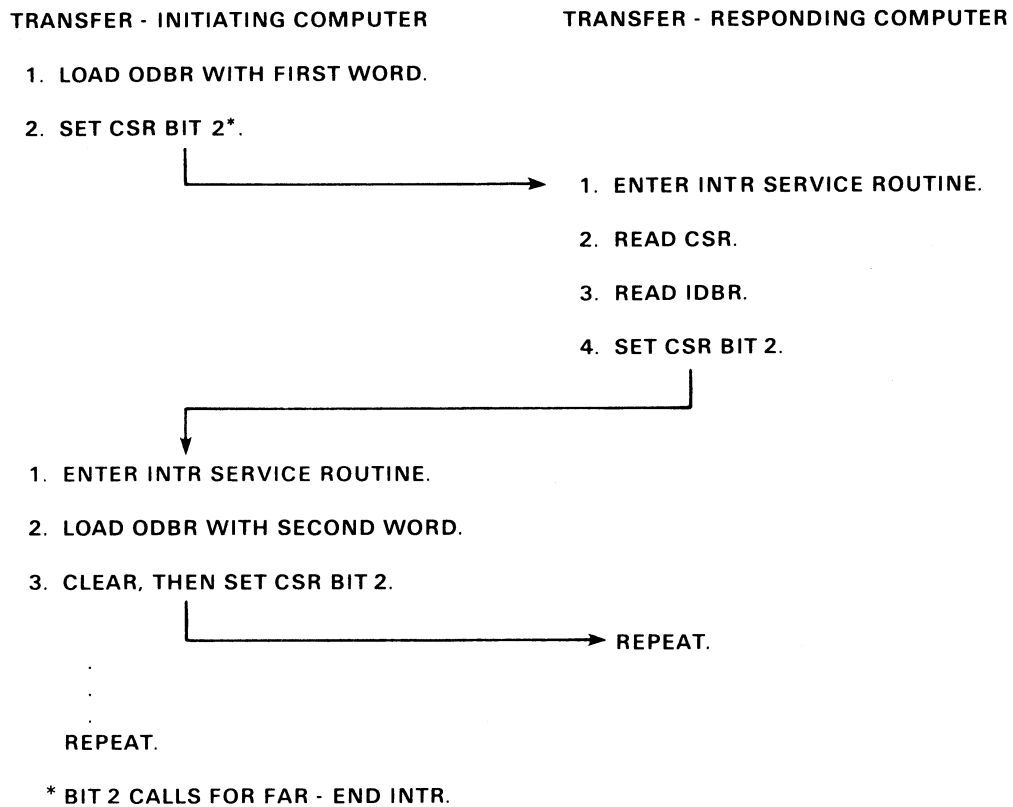 TRANSFER - INITIATING COMPUTER
TRANSFER - RESPONDING COMPUTER
1. LOAD ODBR WITH FIRST WORD.
2. SET CSR BIT 2*.
1. ENTER INTR SERVICE ROUTINE.
2. READ CSR.
3. READ IDBR.
4. SET CSR BIT 2.
1. ENTER INTR SERVICE ROUTINE.
2. LOAD ODBR WITH SECOND WORD.
3. CLEAR, THEN SET CSR BIT 2.
REPEAT.
.
.
.
REPEAT.
* BIT 2 CALLS FOR FAR - END INTR.